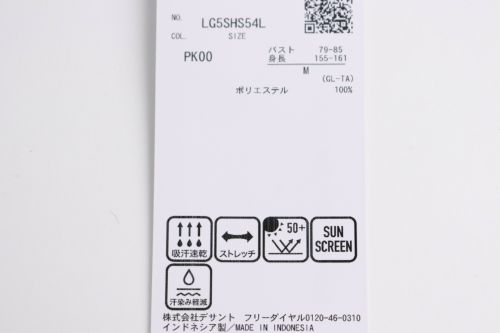 NO. LG5SHS54L
COL. SIZE
PK00 バスト 79-85
身長 155-161
M
(GL-TA)
ポリエステル 100%
吸汗速乾
ストレッチ
50+
SUN
SCREEN
汚染み軽減
株式会社デサント フリーダイヤル0120-46-0310
インドネシア製/MADE IN INDONESIA